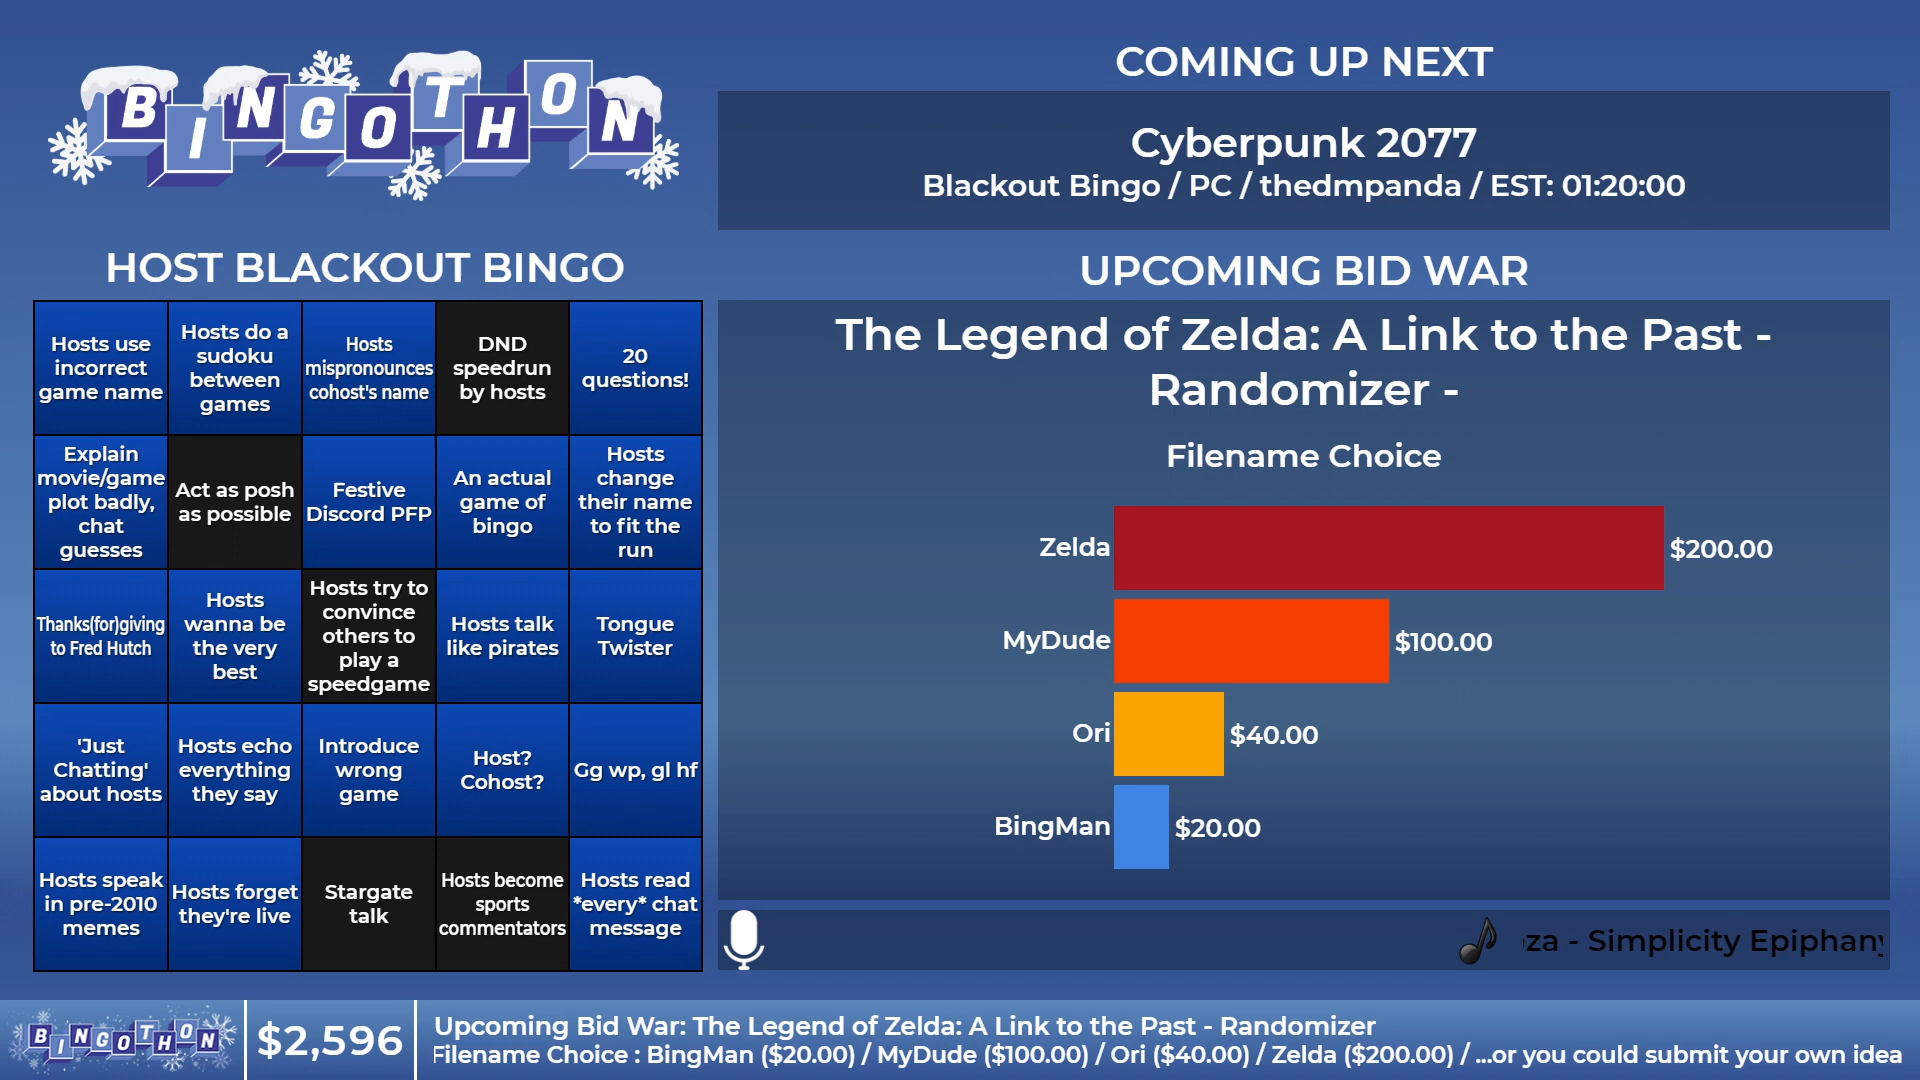 BINGOTHON
COMING UP NEXT
Cyberpunk 2077
Blackout Bingo / PC / thedmpanda / EST: 01:20:00
HOST BLACKOUT BINGO
Hosts use
incorrect
game name
Hosts do a
sudoku
between
games
Hosts
mispronounces
cohost's name
DND
speedrun
by hosts
20
questions!
Explain
movie/game
plot badly,
chat
guesses
Act as posh
as possible
Festive
Discord PFP
An actual
game of
bingo
Hosts
change
their name
to fit the
run
Thanks(for)giving
to Fred Hutch
Hosts
wanna be
the very
best
Hosts try to
convince
others to
play a
speedgame
Hosts talk
like pirates
Tongue
Twister
'Just
Chatting'
about hosts
Hosts echo
everything
they say
Introduce
wrong
game
Host?
Cohost?
Gg wp, gl hf
Hosts speak
in pre-2010
memes
Hosts forget
they're live
Stargate
talk
Hosts become
sports
commentators
Hosts read
*every* chat
message
UPCOMING BID WAR
The Legend of Zelda: A Link to the Past -
Randomizer -
Filename Choice
Zelda $200.00
MyDude $100.00
Ori $40.00
BingMan $20.00
za - Simplicity Epiphany
BINGOTHON
$2,596
Upcoming Bid War: The Legend of Zelda: A Link to the Past - Randomizer
Filename Choice : BingMan ($20.00) / MyDude ($100.00) / Ori ($40.00) / Zelda ($200.00) / ...or you could submit your own idea